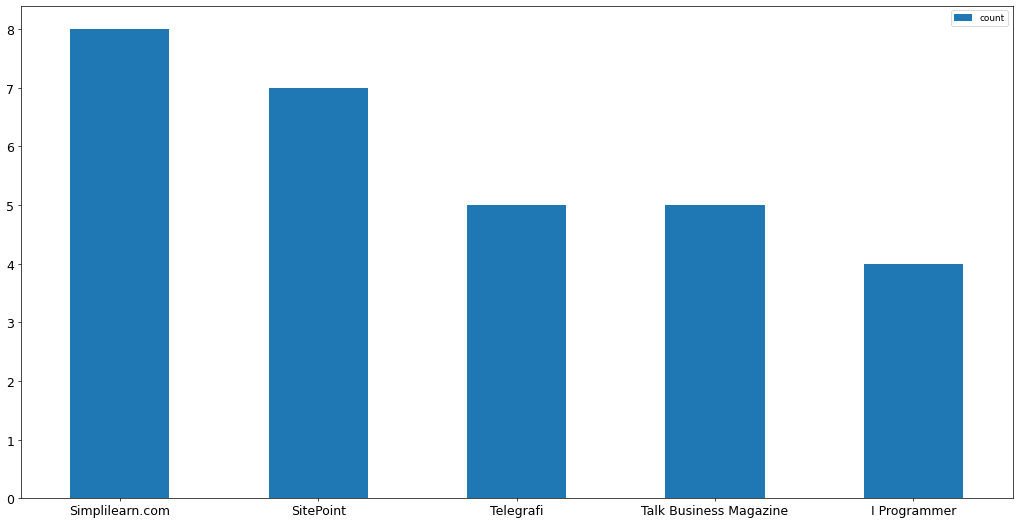 count
8
7
6
5
4
3
2
1
0
Simplilearn.com
SitePoint
Telegrafi
Talk Business Magazine
I Programmer